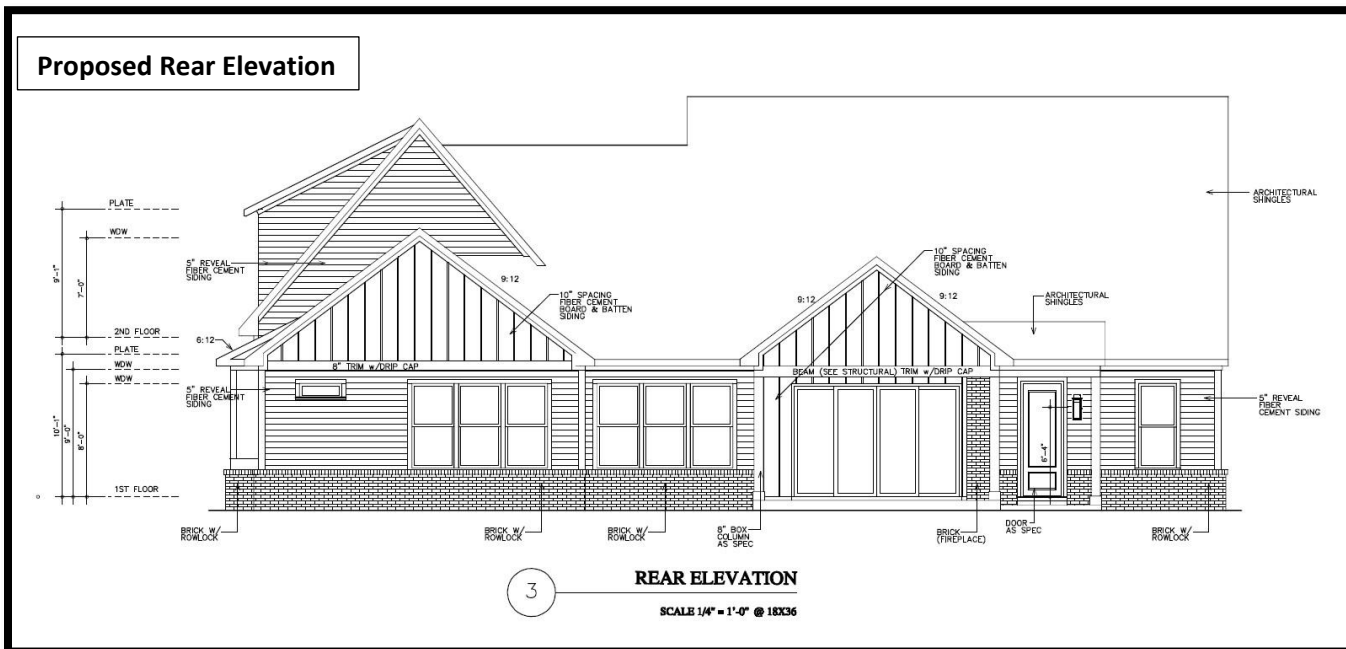 Proposed Rear Elevation
ARCHITECTURAL
SHINGLES
PLATE
WDW
9'-1"
7'-0"
5" REVEAL
FIBER CEMENT
SIDING
9:12
10" SPACING
FIBER CEMENT
BOARD & BATTEN
SIDING
10" SPACING
FIBER CEMENT
BOARD & BATTEN
SIDING
9:12
9:12
ARCHITECTURAL
SHINGLES
2ND FLOOR
6:12
PLATE
WDW
WDW
8" TRIM w/DRIP CAP
BEAM (SEE STRUCTURAL) TRIM w/DRIP CAP
5" REVEAL
FIBER CEMENT
SIDING
5" REVEAL
FIBER
CEMENT SIDING
10'-1"
9'-0"
8'-0"
6'-4"
1ST FLOOR
BRICK W/
ROWLOCK
BRICK W/
ROWLOCK
BRICK W/
ROWLOCK
8" BOX
COLUMN
AS SPEC
BRICK
(FIREPLACE)
DOOR
AS SPEC
BRICK W/
ROWLOCK
3
REAR ELEVATION
SCALE 1/4" = 1'-0" @ 18X36